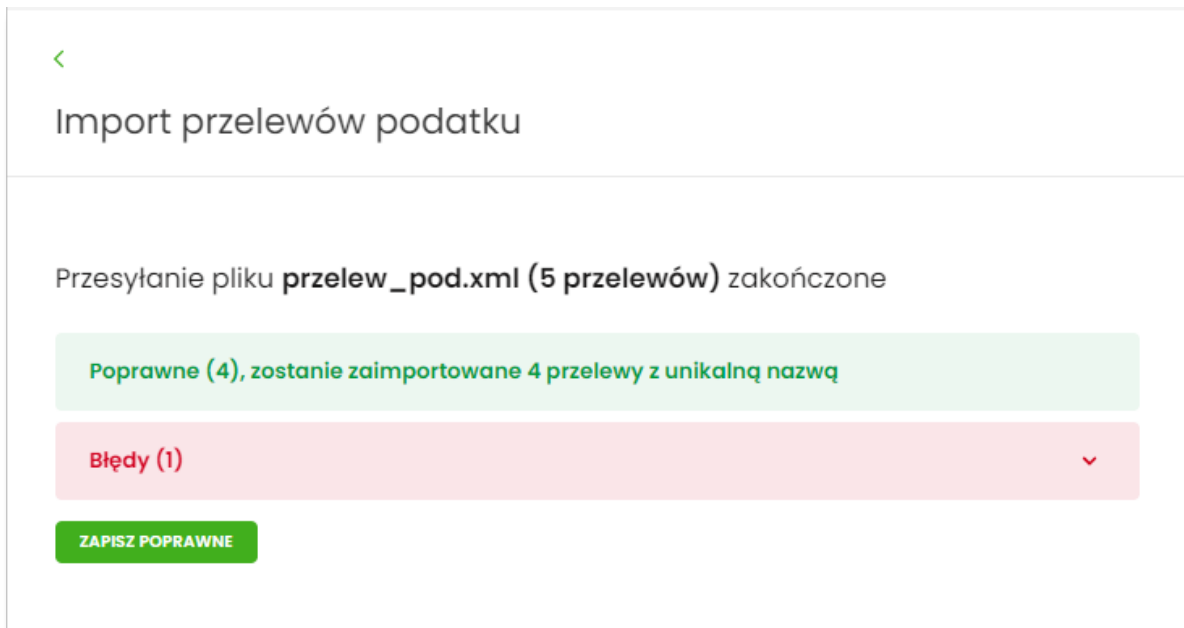 Import przelewów podatku
Przesyłanie pliku przelew_pod.xml (5 przelewów) zakończone
Poprawne (4), zostanie zaimportowane 4 przelewy z unikalną nazwą
Błędy (1)
ZAPISZ POPRAWNE